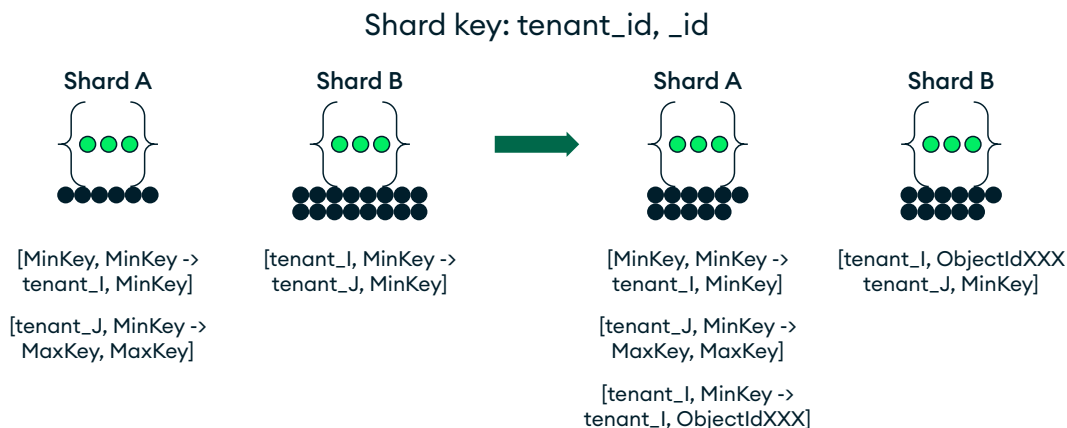 Shard key: tenant_id, _id
Shard A
[MinKey, MinKey ->
tenant_I, MinKey]
[tenant_J, MinKey ->
MaxKey, MaxKey]
Shard B
[tenant_I, MinKey ->
tenant_J, MinKey]
Shard A
[MinKey, MinKey ->
tenant_I, MinKey]
[tenant_J, MinKey ->
MaxKey, MaxKey]
[tenant_I, MinKey ->
tenant_I, ObjectIdXXX]
Shard B
[tenant_I, ObjectIdXXX
tenant_J, MinKey]